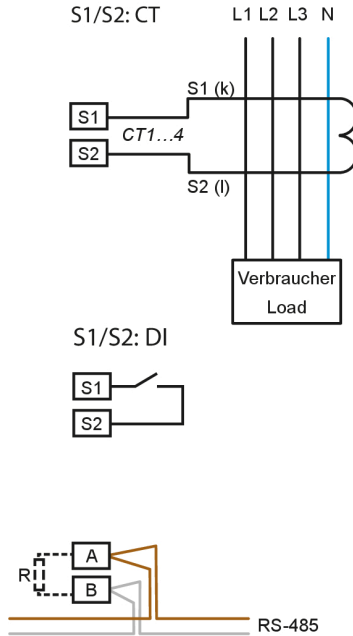 S1/S2: CT
L1 L2 L3 N
S1 (k)
S1
CT1...4
S2
S2 (l)
Verbraucher
Load
S1/S2: DI
S1
S2
A
R
B
RS-485